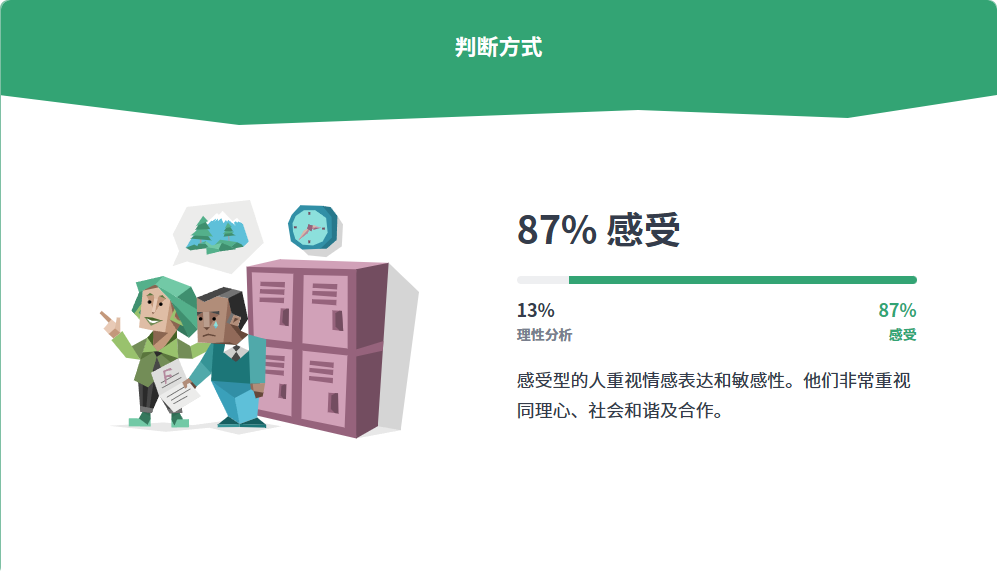 判断方式
87% 感受
13%
87%
理性分析
感受
感受型的人重视情感表达和敏感性。他们非常重视
同理心、社会和谐及合作。
F